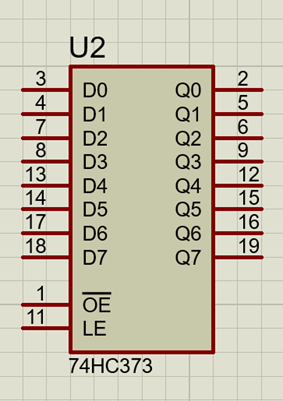 U2
3 D0 Q0 2
4 D1 Q1 5
7 D2 Q2 6
8 D3 Q3 9
13 D4 Q4 12
14 D5 Q5 15
17 D6 Q6 16
18 D7 Q7 19
1 OE
11 LE
74HC373